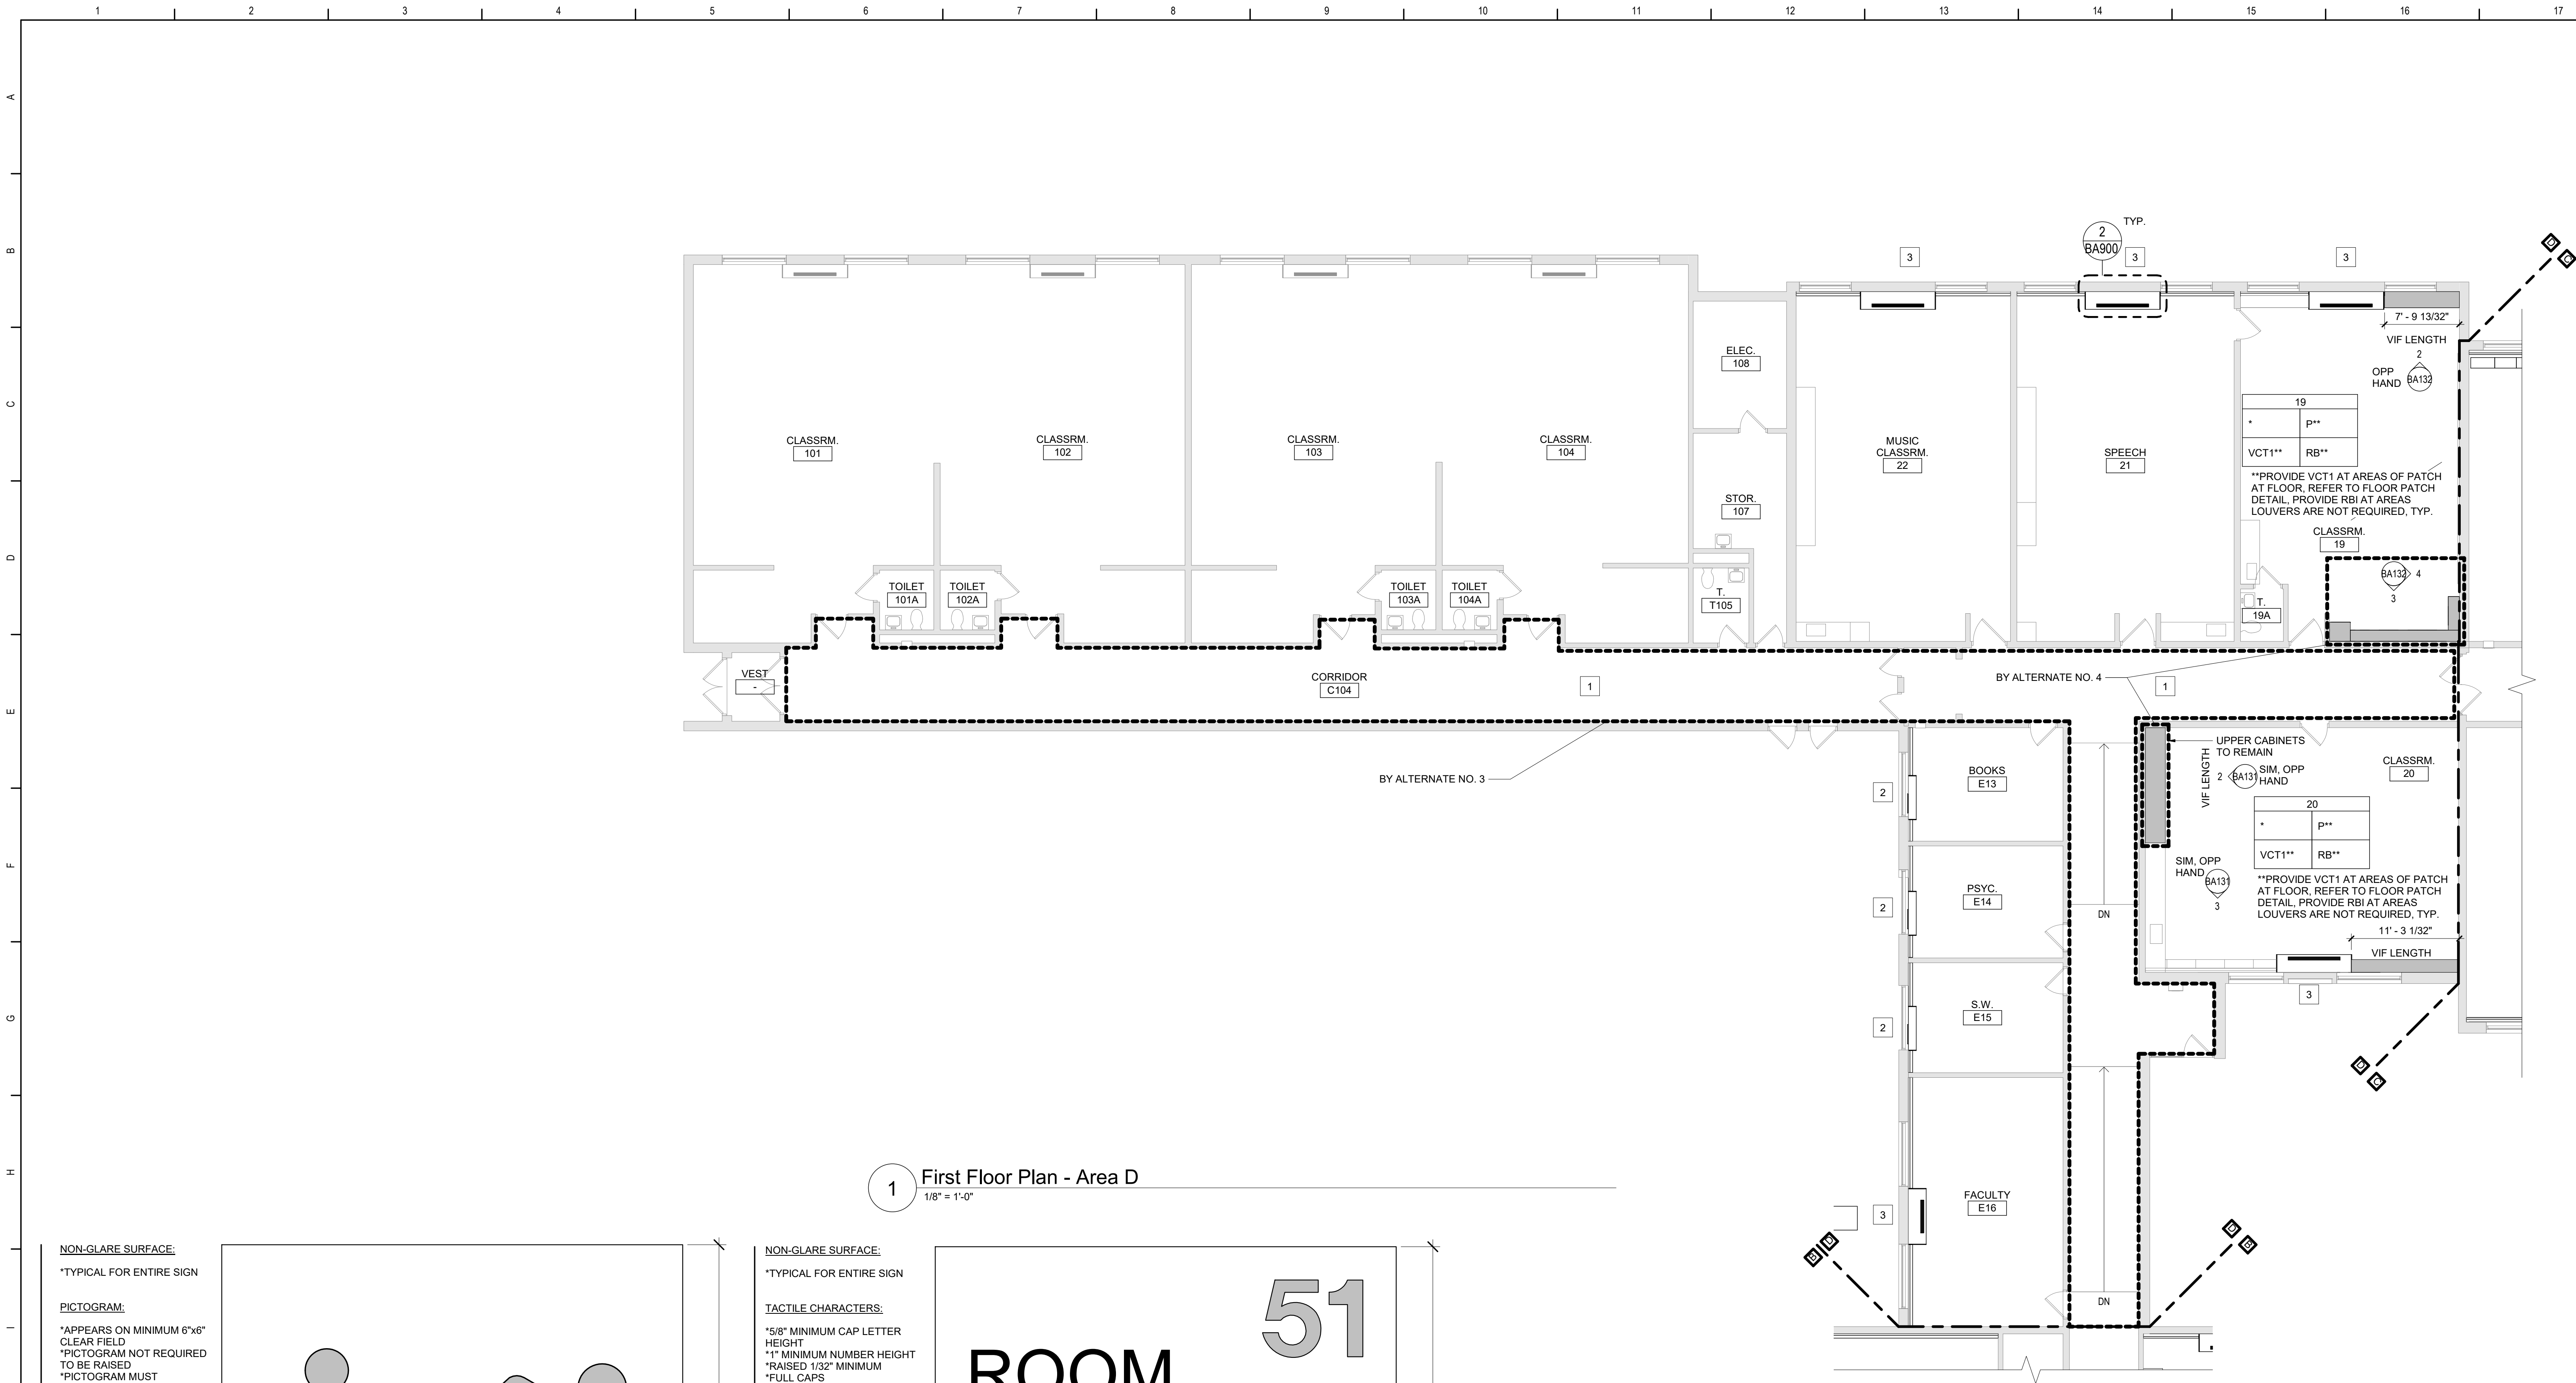 1 2 3 4 5 6 7 8 9 10 11 12 13 14 15 16 17
A
B
C
D
E
F
G
H
I
TYP.
2
BA900
3
3
3
D
C
7' - 9 13/32"
VIF LENGTH
2
BA132
OPP
HAND
ELEC.
108
19
*
P**
VCT1**
RB**
CLASSRM.
101
CLASSRM.
102
CLASSRM.
103
CLASSRM.
104
MUSIC
CLASSRM.
22
SPEECH
21
**PROVIDE VCT1 AT AREAS OF PATCH
AT FLOOR, REFER TO FLOOR PATCH
DETAIL, PROVIDE RBI AT AREAS
LOUVERS ARE NOT REQUIRED, TYP.
STOR.
107
CLASSRM.
19
BA132
4
3
TOILET
101A
TOILET
102A
TOILET
103A
TOILET
104A
T.
T105
T.
19A
VEST
-
CORRIDOR
C104
1
BY ALTERNATE NO. 4
1
BY ALTERNATE NO. 3
UPPER CABINETS
TO REMAIN
VIF LENGTH
2
BA131
SIM, OPP
HAND
CLASSRM.
20
BOOKS
E13
2
20
*
P**
VCT1**
RB**
SIM, OPP
HAND
BA131
3
**PROVIDE VCT1 AT AREAS OF PATCH
AT FLOOR, REFER TO FLOOR PATCH
DETAIL, PROVIDE RBI AT AREAS
LOUVERS ARE NOT REQUIRED, TYP.
PSYC.
E14
2
DN
11' - 3 1/32"
VIF LENGTH
3
S.W.
E15
2
D
C
1
First Floor Plan - Area D
1/8" = 1'-0"
FACULTY
E16
3
B
D
D
B
DN
NON-GLARE SURFACE:
*TYPICAL FOR ENTIRE SIGN
PICTOGRAM:
*APPEARS ON MINIMUM 6"x6"
CLEAR FIELD
*PICTOGRAM NOT REQUIRED
TO BE RAISED
*PICTOGRAM MUST
NON-GLARE SURFACE:
*TYPICAL FOR ENTIRE SIGN
TACTILE CHARACTERS:
*5/8" MINIMUM CAP LETTER
HEIGHT
*1" MINIMUM NUMBER HEIGHT
*RAISED 1/32" MINIMUM
*FULL CAPS
51
ROOM